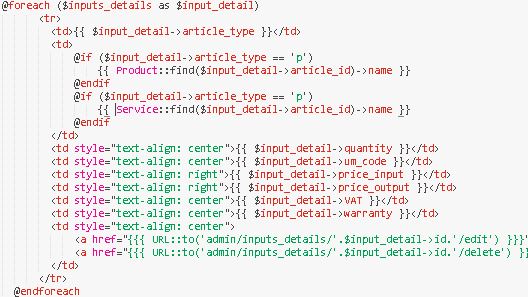 @foreach ($inputs_details as $input_detail)
<tr>
<td>{{ $input_detail->article_type }}</td>
<td>
@if ($input_detail->article_type == 'p')
{{ Product::find($input_detail->article_id)->name }}
@endif
@if ($input_detail->article_type == 'p')
{{ Service::find($input_detail->article_id)->name }}
@endif
</td>
<td style="text-align: center">{{ $input_detail->quantity }}</td>
<td style="text-align: center">{{ $input_detail->um_code }}</td>
<td style="text-align: right">{{ $input_detail->price_input }}</td>
<td style="text-align: right">{{ $input_detail->price_output }}</td>
<td style="text-align: center">{{ $input_detail->VAT }}</td>
<td style="text-align: center">{{ $input_detail->warranty }}</td>
<td style="text-align: center">
<a href="{{{ URL::to('admin/inputs_details/'.$input_detail->id.'/edit') }}}"
<a href="{{{ URL::to('admin/inputs_details/'.$input_detail->id.'/delete') }
</td>
</tr>
@endforeach